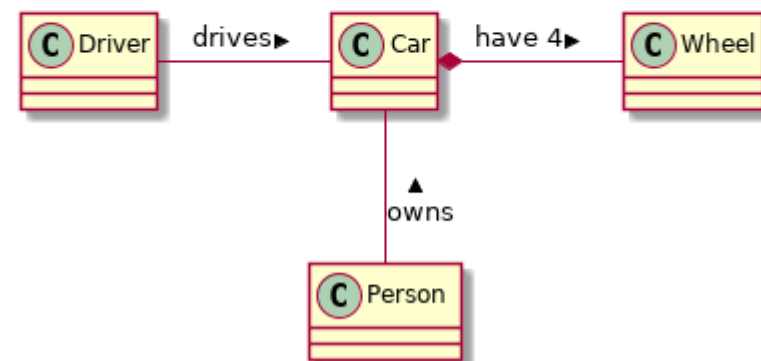 C Driver
drives▶
C Car
have 4▶
C Wheel
▲
owns
C Person